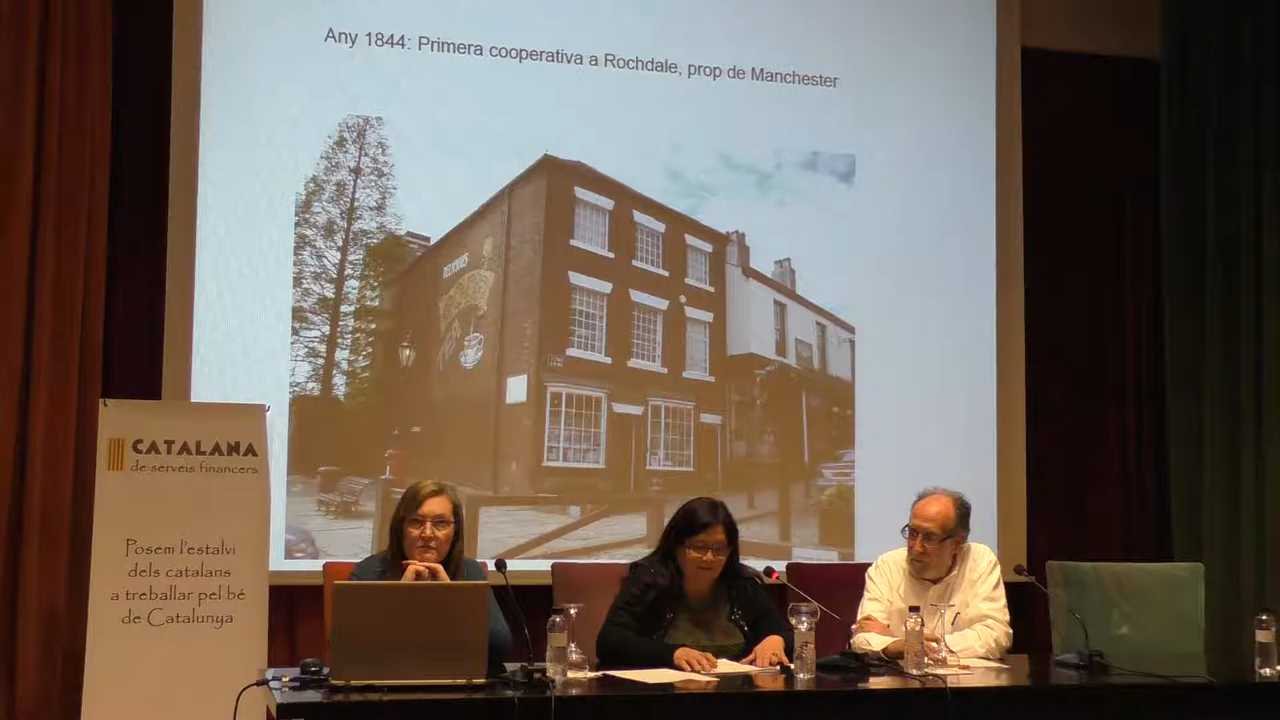 Any 1844: Primera cooperativa a Rochdale, prop de Manchester
CATALANA
de serveis financers
Posem l'estalvi
dels catalans
a treballar pel bé
de Catalunya